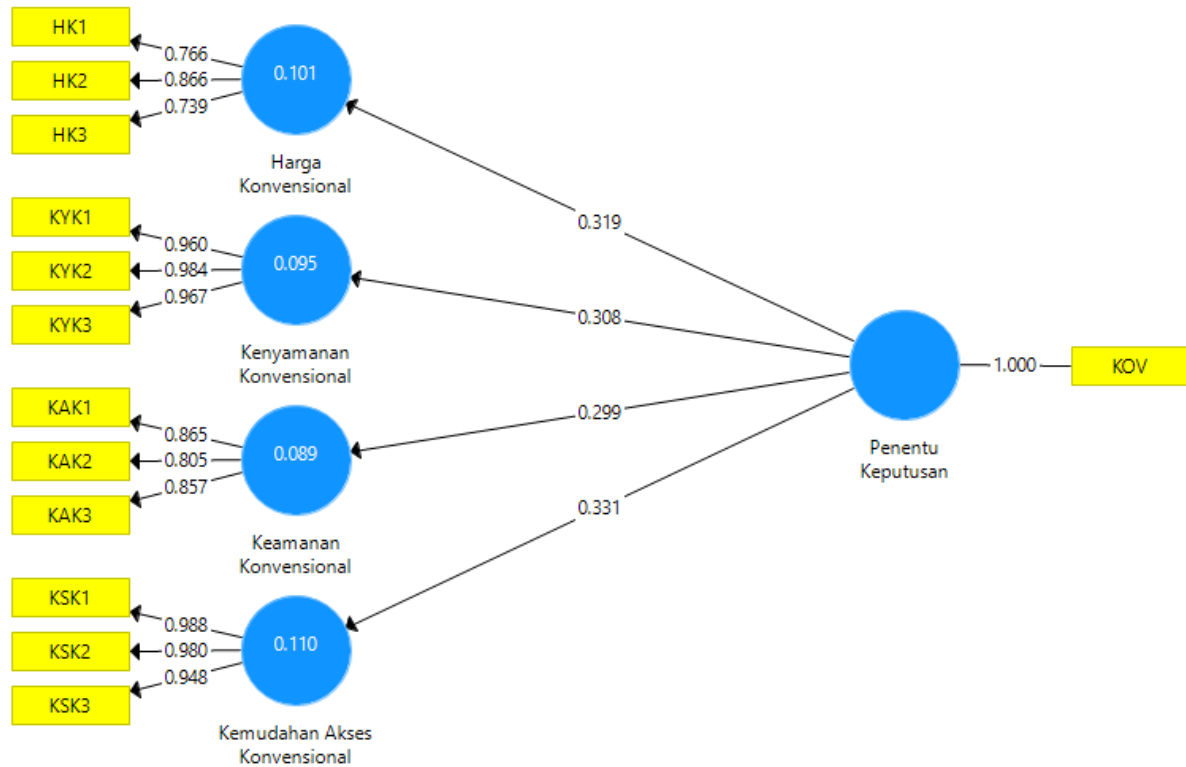 HK1
0.766
HK2
0.866
0.739
HK3
0.101
Harga
Konvensional
0.319
KYK1
0.960
KYK2
0.984
0.967
KYK3
0.095
Kenyamanan
Konvensional
0.308
KAK1
0.865
KAK2
0.805
0.857
KAK3
0.089
Keamanan
Konvensional
0.299
KSK1
0.988
KSK2
0.980
0.948
KSK3
0.110
Kemudahan Akses
Konvensional
0.331
Penentu
Keputusan
1.000
KOV